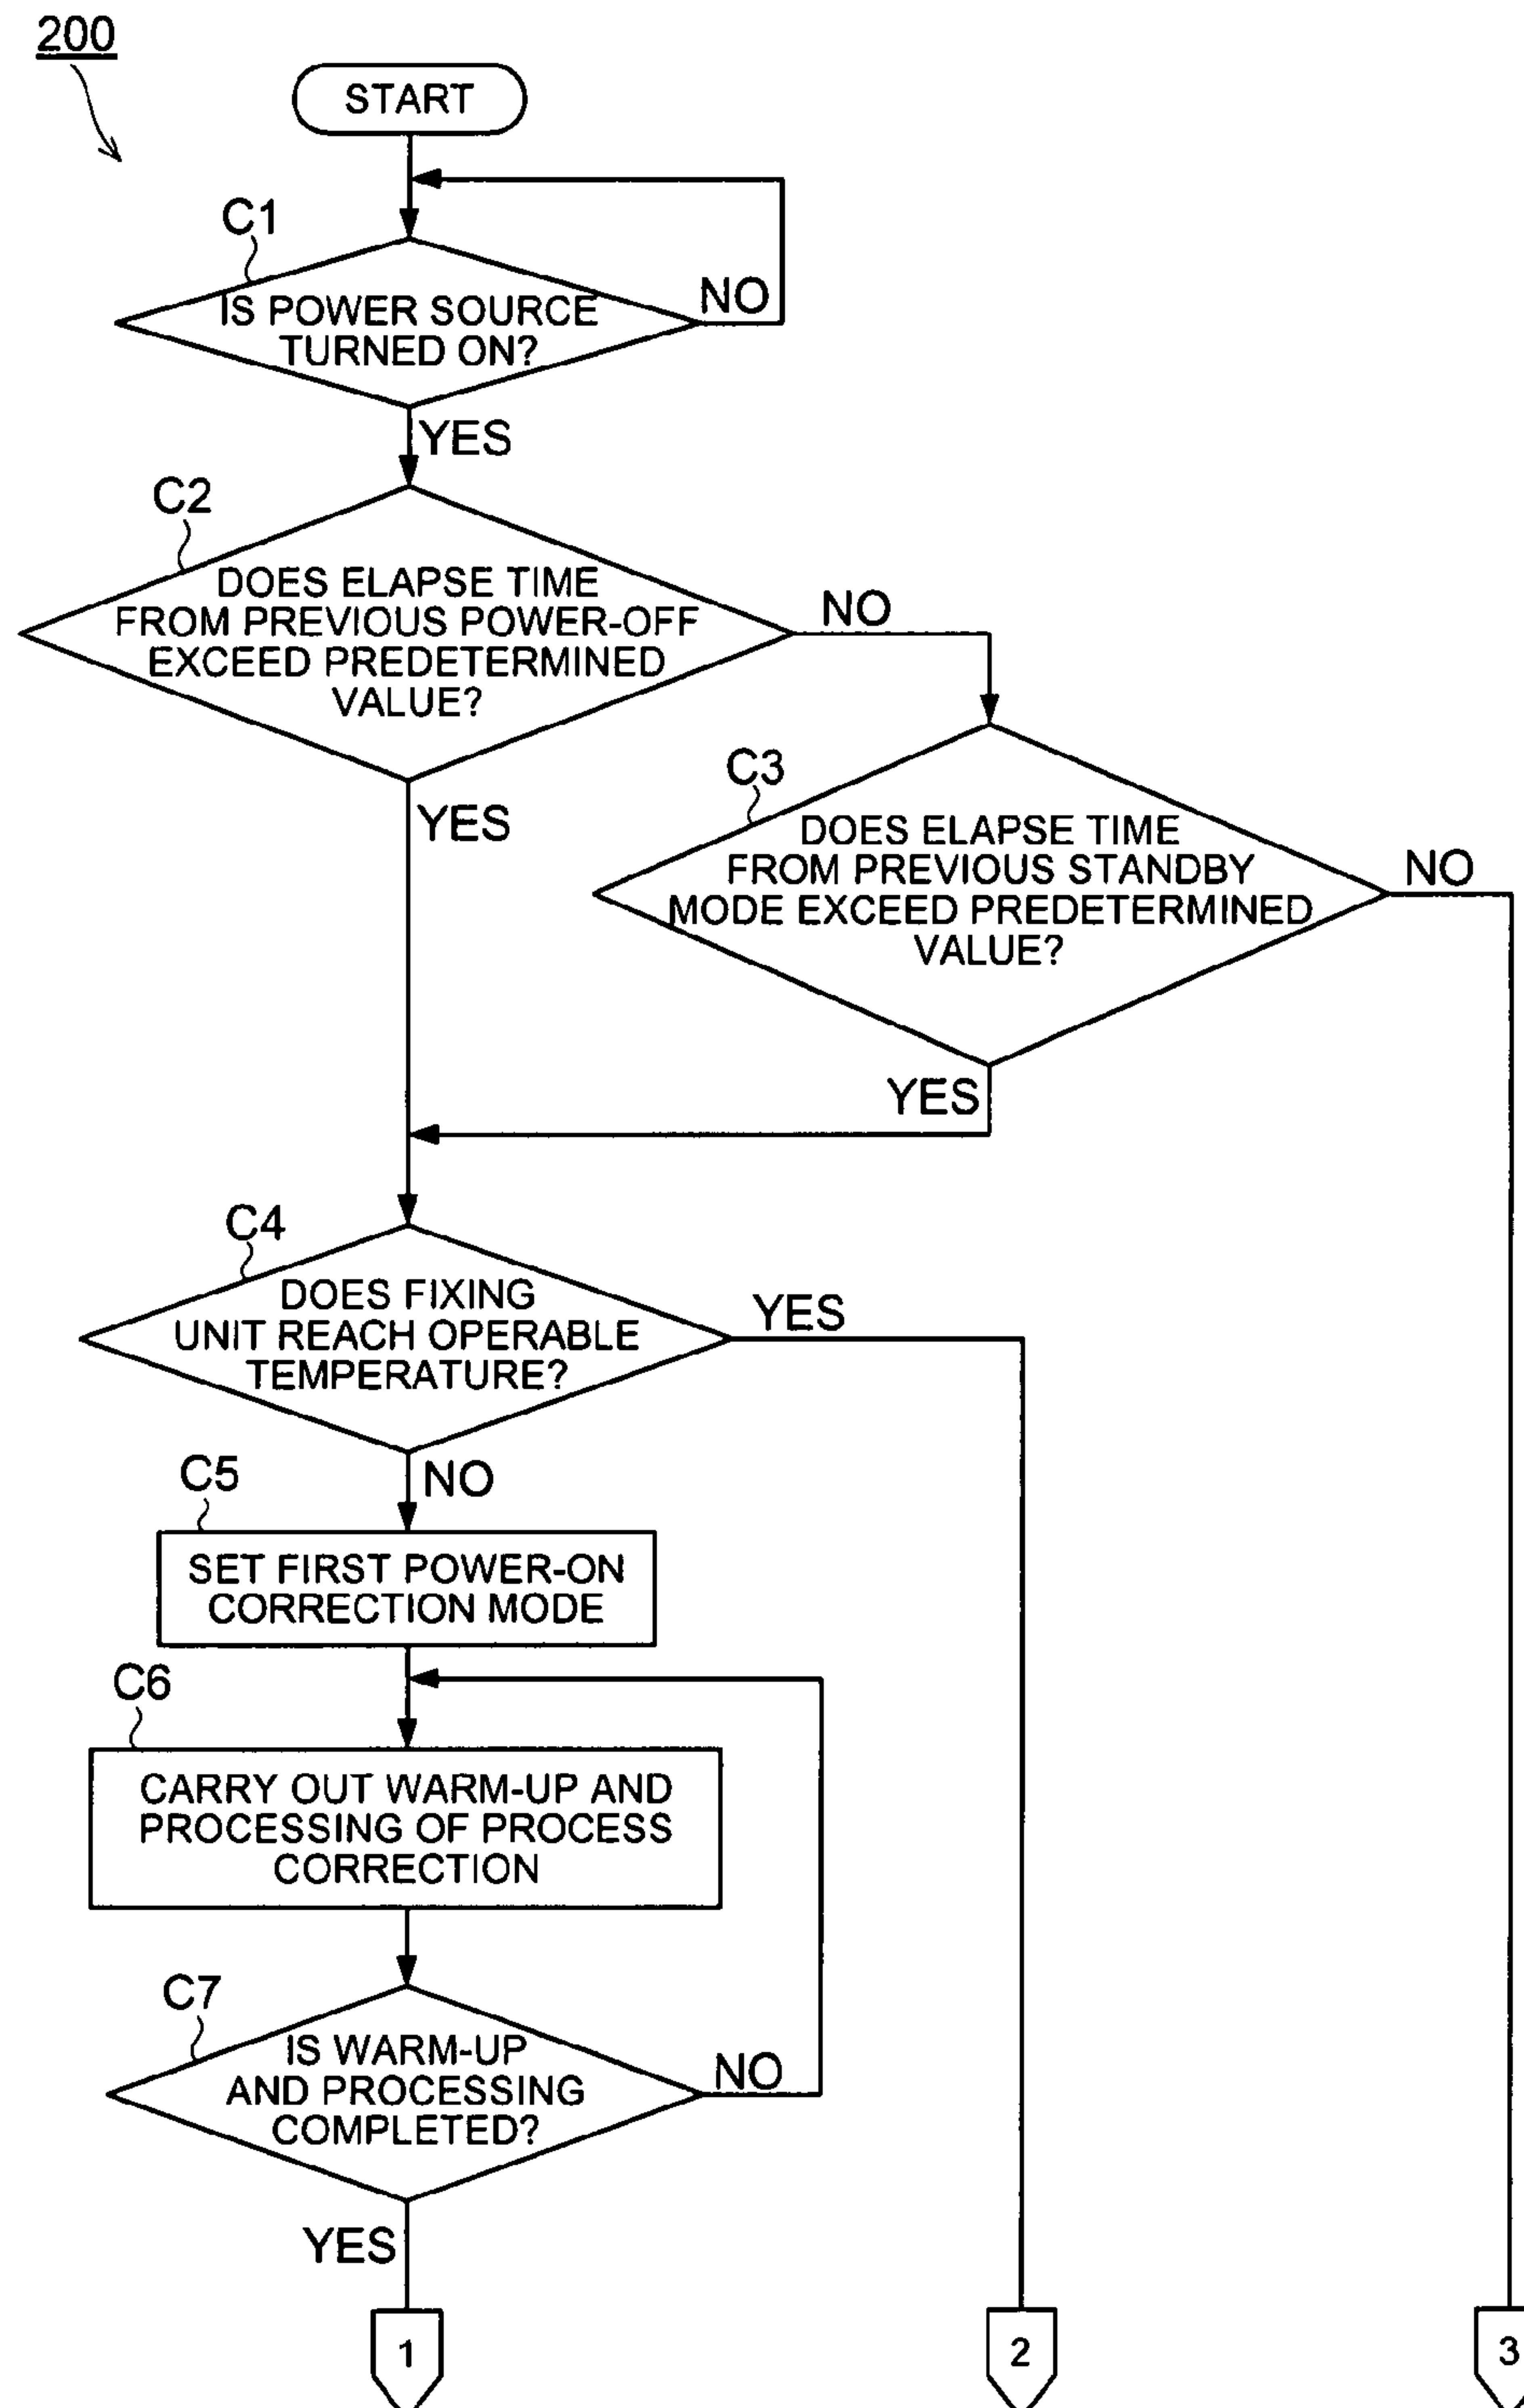 200
START
C1
IS POWER SOURCE
TURNED ON?
NO
YES
C2
DOES ELAPSE TIME
FROM PREVIOUS POWER-OFF
EXCEED PREDETERMINED
VALUE?
NO
YES
C3
DOES ELAPSE TIME
FROM PREVIOUS STANDBY
MODE EXCEED PREDETERMINED
VALUE?
NO
YES
C4
DOES FIXING
UNIT REACH OPERABLE
TEMPERATURE?
YES
NO
C5
SET FIRST POWER-ON
CORRECTION MODE
C6
CARRY OUT WARM-UP AND
PROCESSING OF PROCESS
CORRECTION
C7
IS WARM-UP
AND PROCESSING
COMPLETED?
NO
YES
1
2
3